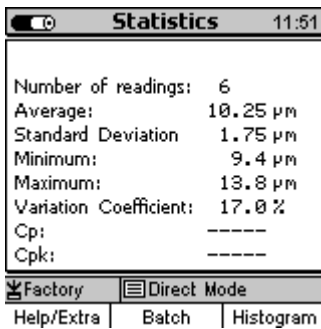 Statistics 11:51
Number of readings: 6
Average: 10.25 µm
Standard Deviation 1.75 µm
Minimum: 9.4 µm
Maximum: 13.8 µm
Variation Coefficient: 17.0 %
Cp: -----
Cpk: -----
Factory Direct Mode
Help/Extra Batch Histogram